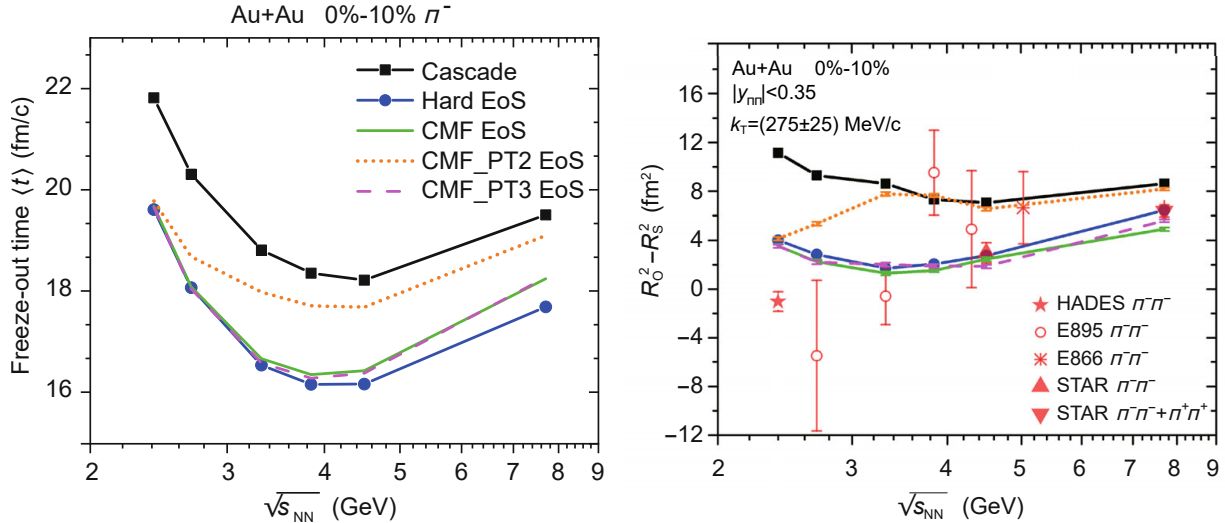 Au+Au 0%-10% π⁻
Freeze-out time ⟨t⟩ (fm/c)
22
20
18
16
Cascade
Hard EoS
CMF EoS
CMF_PT2 EoS
CMF_PT3 EoS
2 3 4 5 6 7 8 9
√s_NN (GeV)
R_O²−R_S² (fm²)
16
12
8
4
0
−4
−8
−12
Au+Au 0%-10%
|y_ππ|<0.35
k_T=(275±25) MeV/c
HADES π⁻π⁻
E895 π⁻π⁻
E866 π⁻π⁻
STAR π⁻π⁻
STAR π⁻π⁻+π⁺π⁺
2 3 4 5 6 7 8 9
√s_NN (GeV)